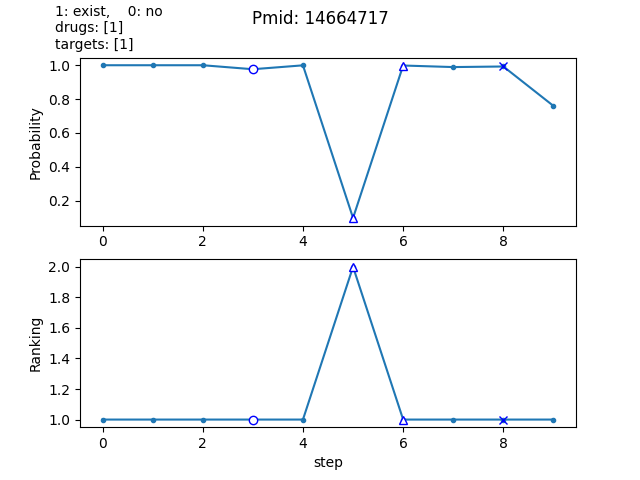 1: exist,    0: no
drugs: [1]
targets: [1]
Pmid: 14664717
Probability
1.0
0.8
0.6
0.4
0.2
0 2 4 6 8
Ranking
2.0
1.8
1.6
1.4
1.2
1.0
0 2 4 6 8
step